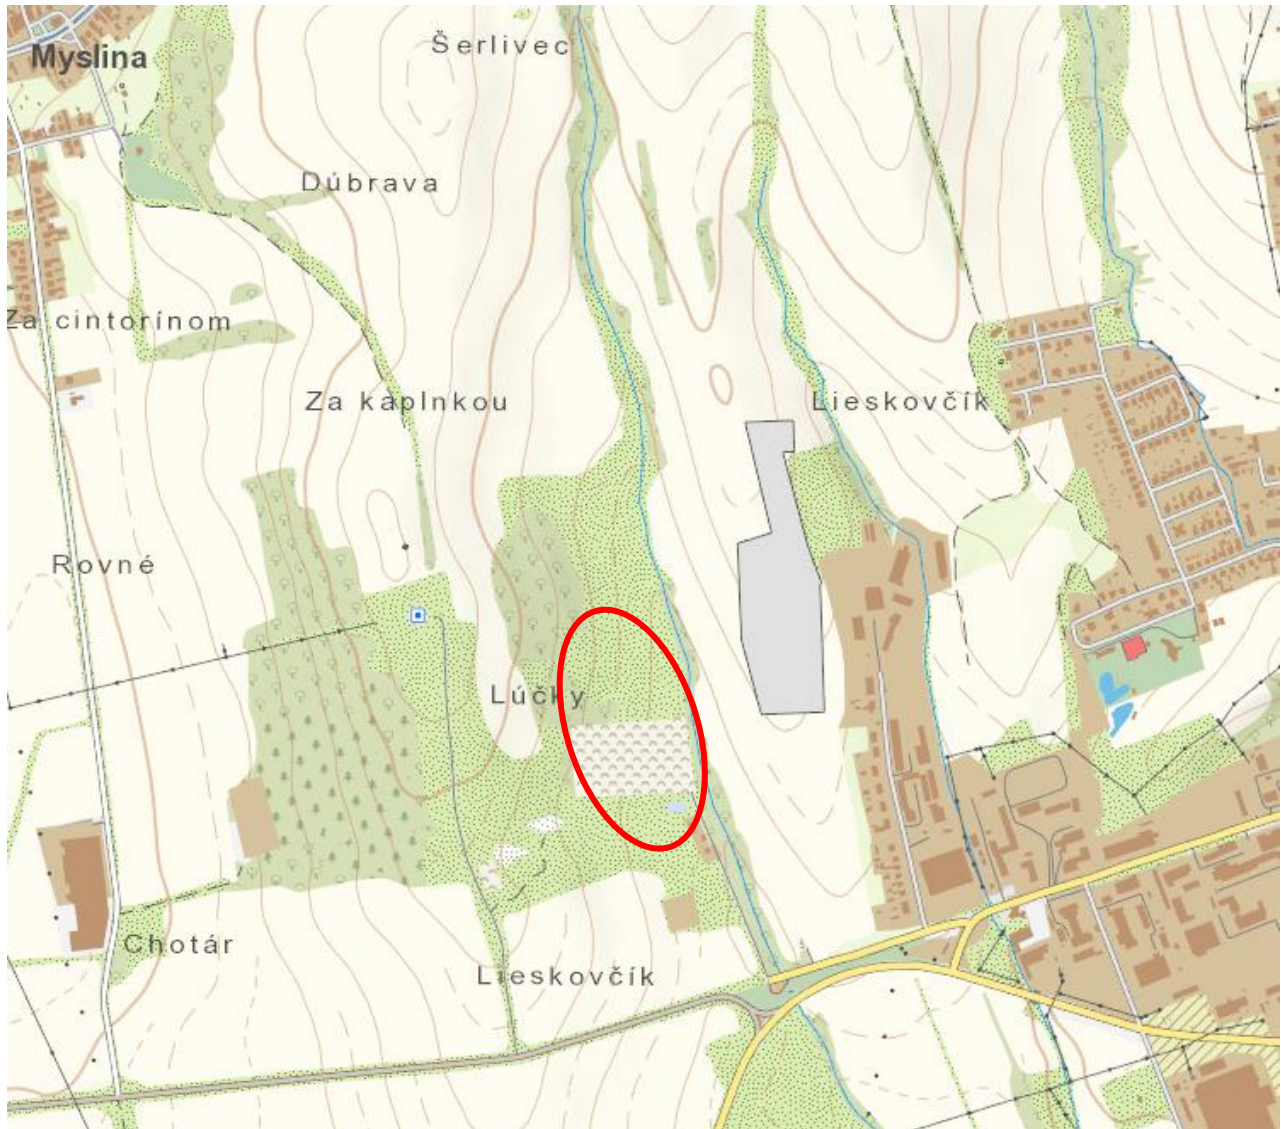 Šerlivec
Myslina
Dúbrava
Za cintorínom
Za kaplnkou
Lieskovčík
Rovné
Lúčky
Chotár
Lieskovčík